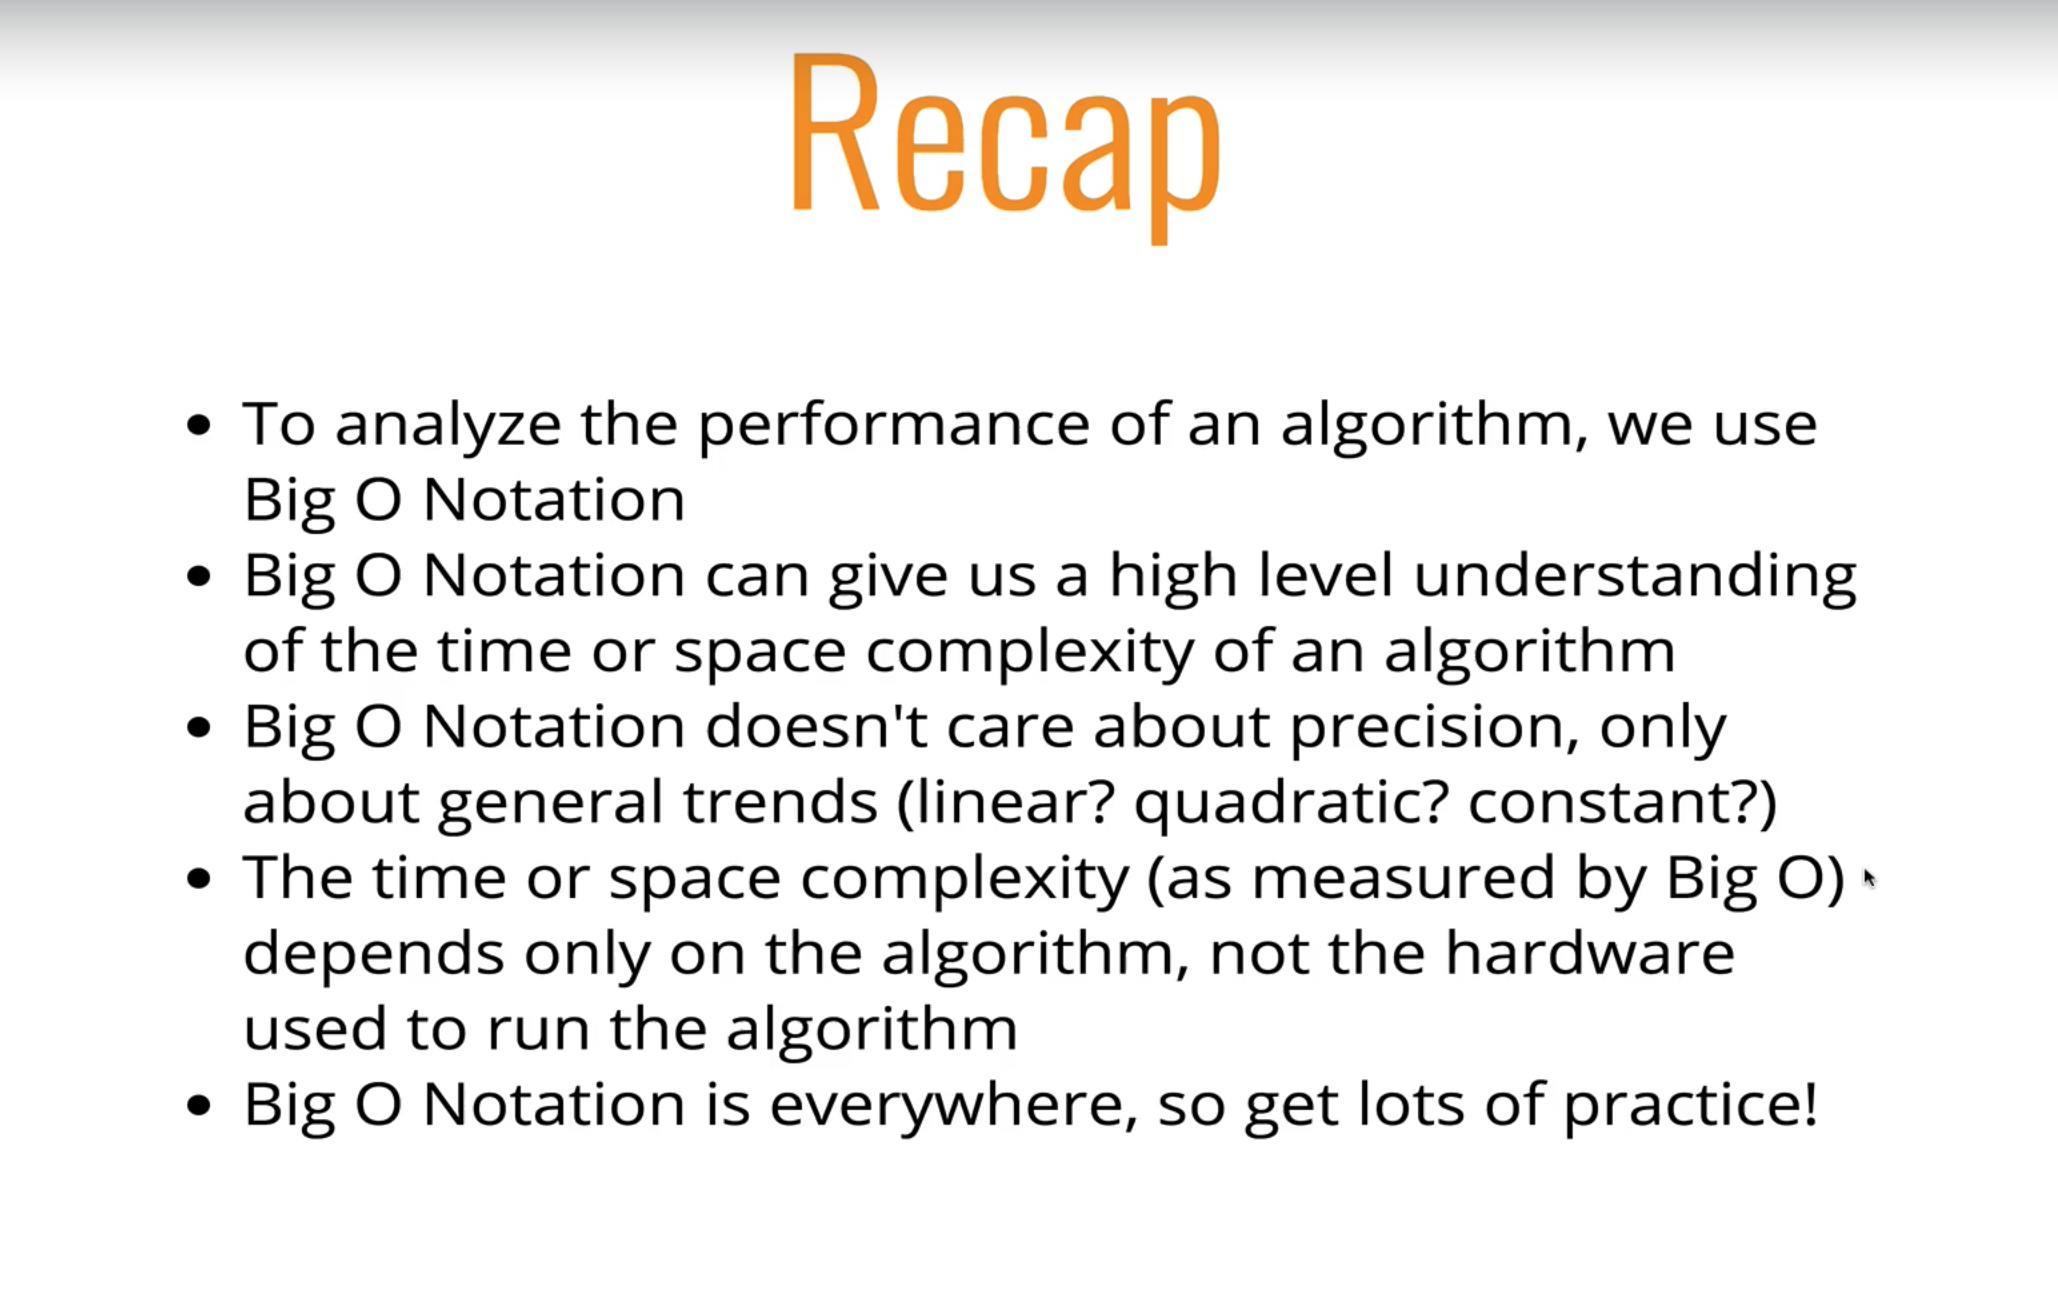 Recap
• To analyze the performance of an algorithm, we use
Big O Notation
• Big O Notation can give us a high level understanding
of the time or space complexity of an algorithm
• Big O Notation doesn't care about precision, only
about general trends (linear? quadratic? constant?)
• The time or space complexity (as measured by Big O)
depends only on the algorithm, not the hardware
used to run the algorithm
• Big O Notation is everywhere, so get lots of practice!